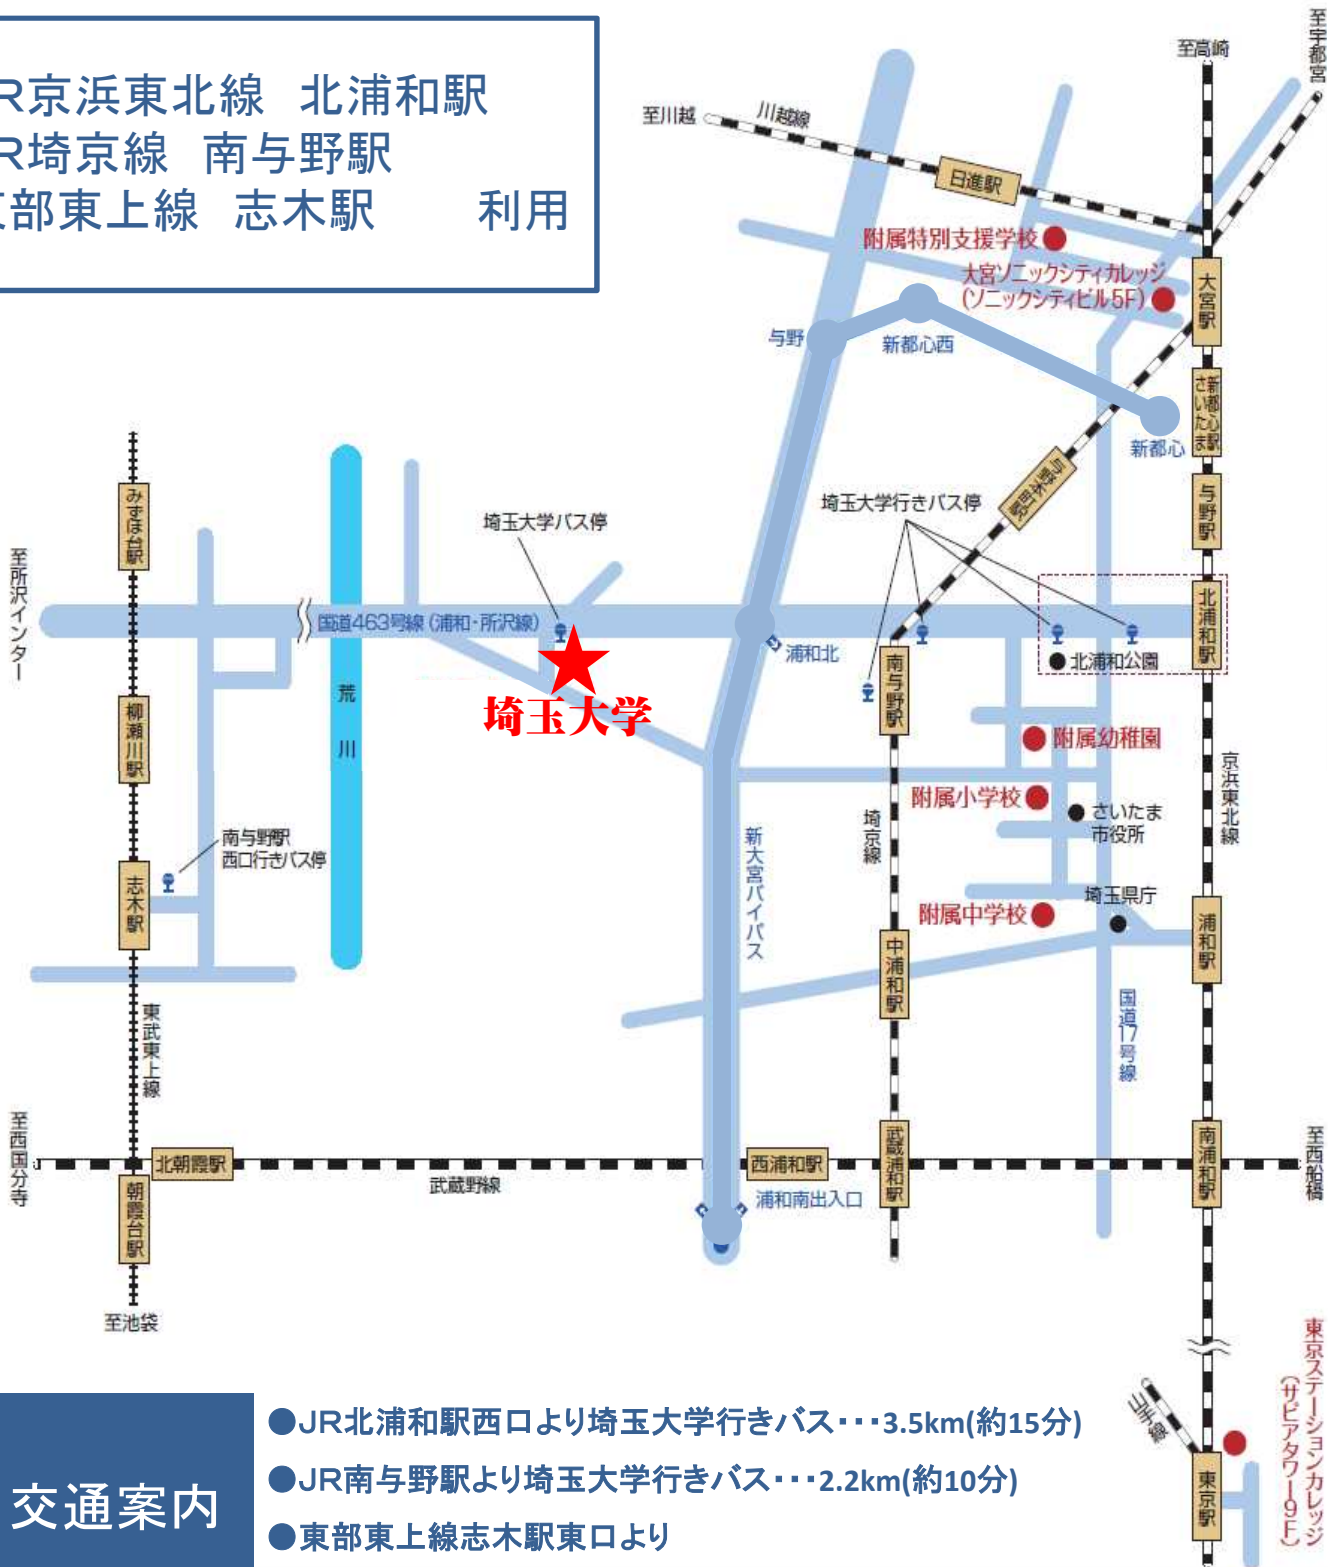 R京浜東北線 北浦和駅
R埼京線 南与野駅
東部東上線 志木駅 利用
至宇都宮
至高崎
至川越
川越線
日進駅
附属特別支援学校
大宮ソニックシティカレッジ
(ソニックシティビル5F)
大宮駅
与野
新都心西
さいたま
新都心駅
新都心
与野本町駅
与野駅
みずほ台駅
埼玉大学バス停
埼玉大学行きバス停
至所沢インター
国道463号線(浦和・所沢線)
浦和北
北浦和駅
北浦和公園
南与野駅
荒川
埼玉大学
柳瀬川駅
附属幼稚園
京浜東北線
附属小学校
さいたま
市役所
埼京線
新大宮バイパス
南与野駅
西口行きバス停
志木駅
埼玉県庁
附属中学校
浦和駅
中浦和駅
国道17号線
東武東上線
至西国分寺
北朝霞駅
武蔵野線
西浦和駅
武蔵浦和駅
南浦和駅
至西船橋
朝霞台駅
浦和南出入口
至池袋
東京ステーションカレッジ
(サピアタワー9F)
山手線
東京駅
交通案内
●JR北浦和駅西口より埼玉大学行きバス・・・3.5km(約15分)
●JR南与野駅より埼玉大学行きバス・・・2.2km(約10分)
●東部東上線志木駅東口より